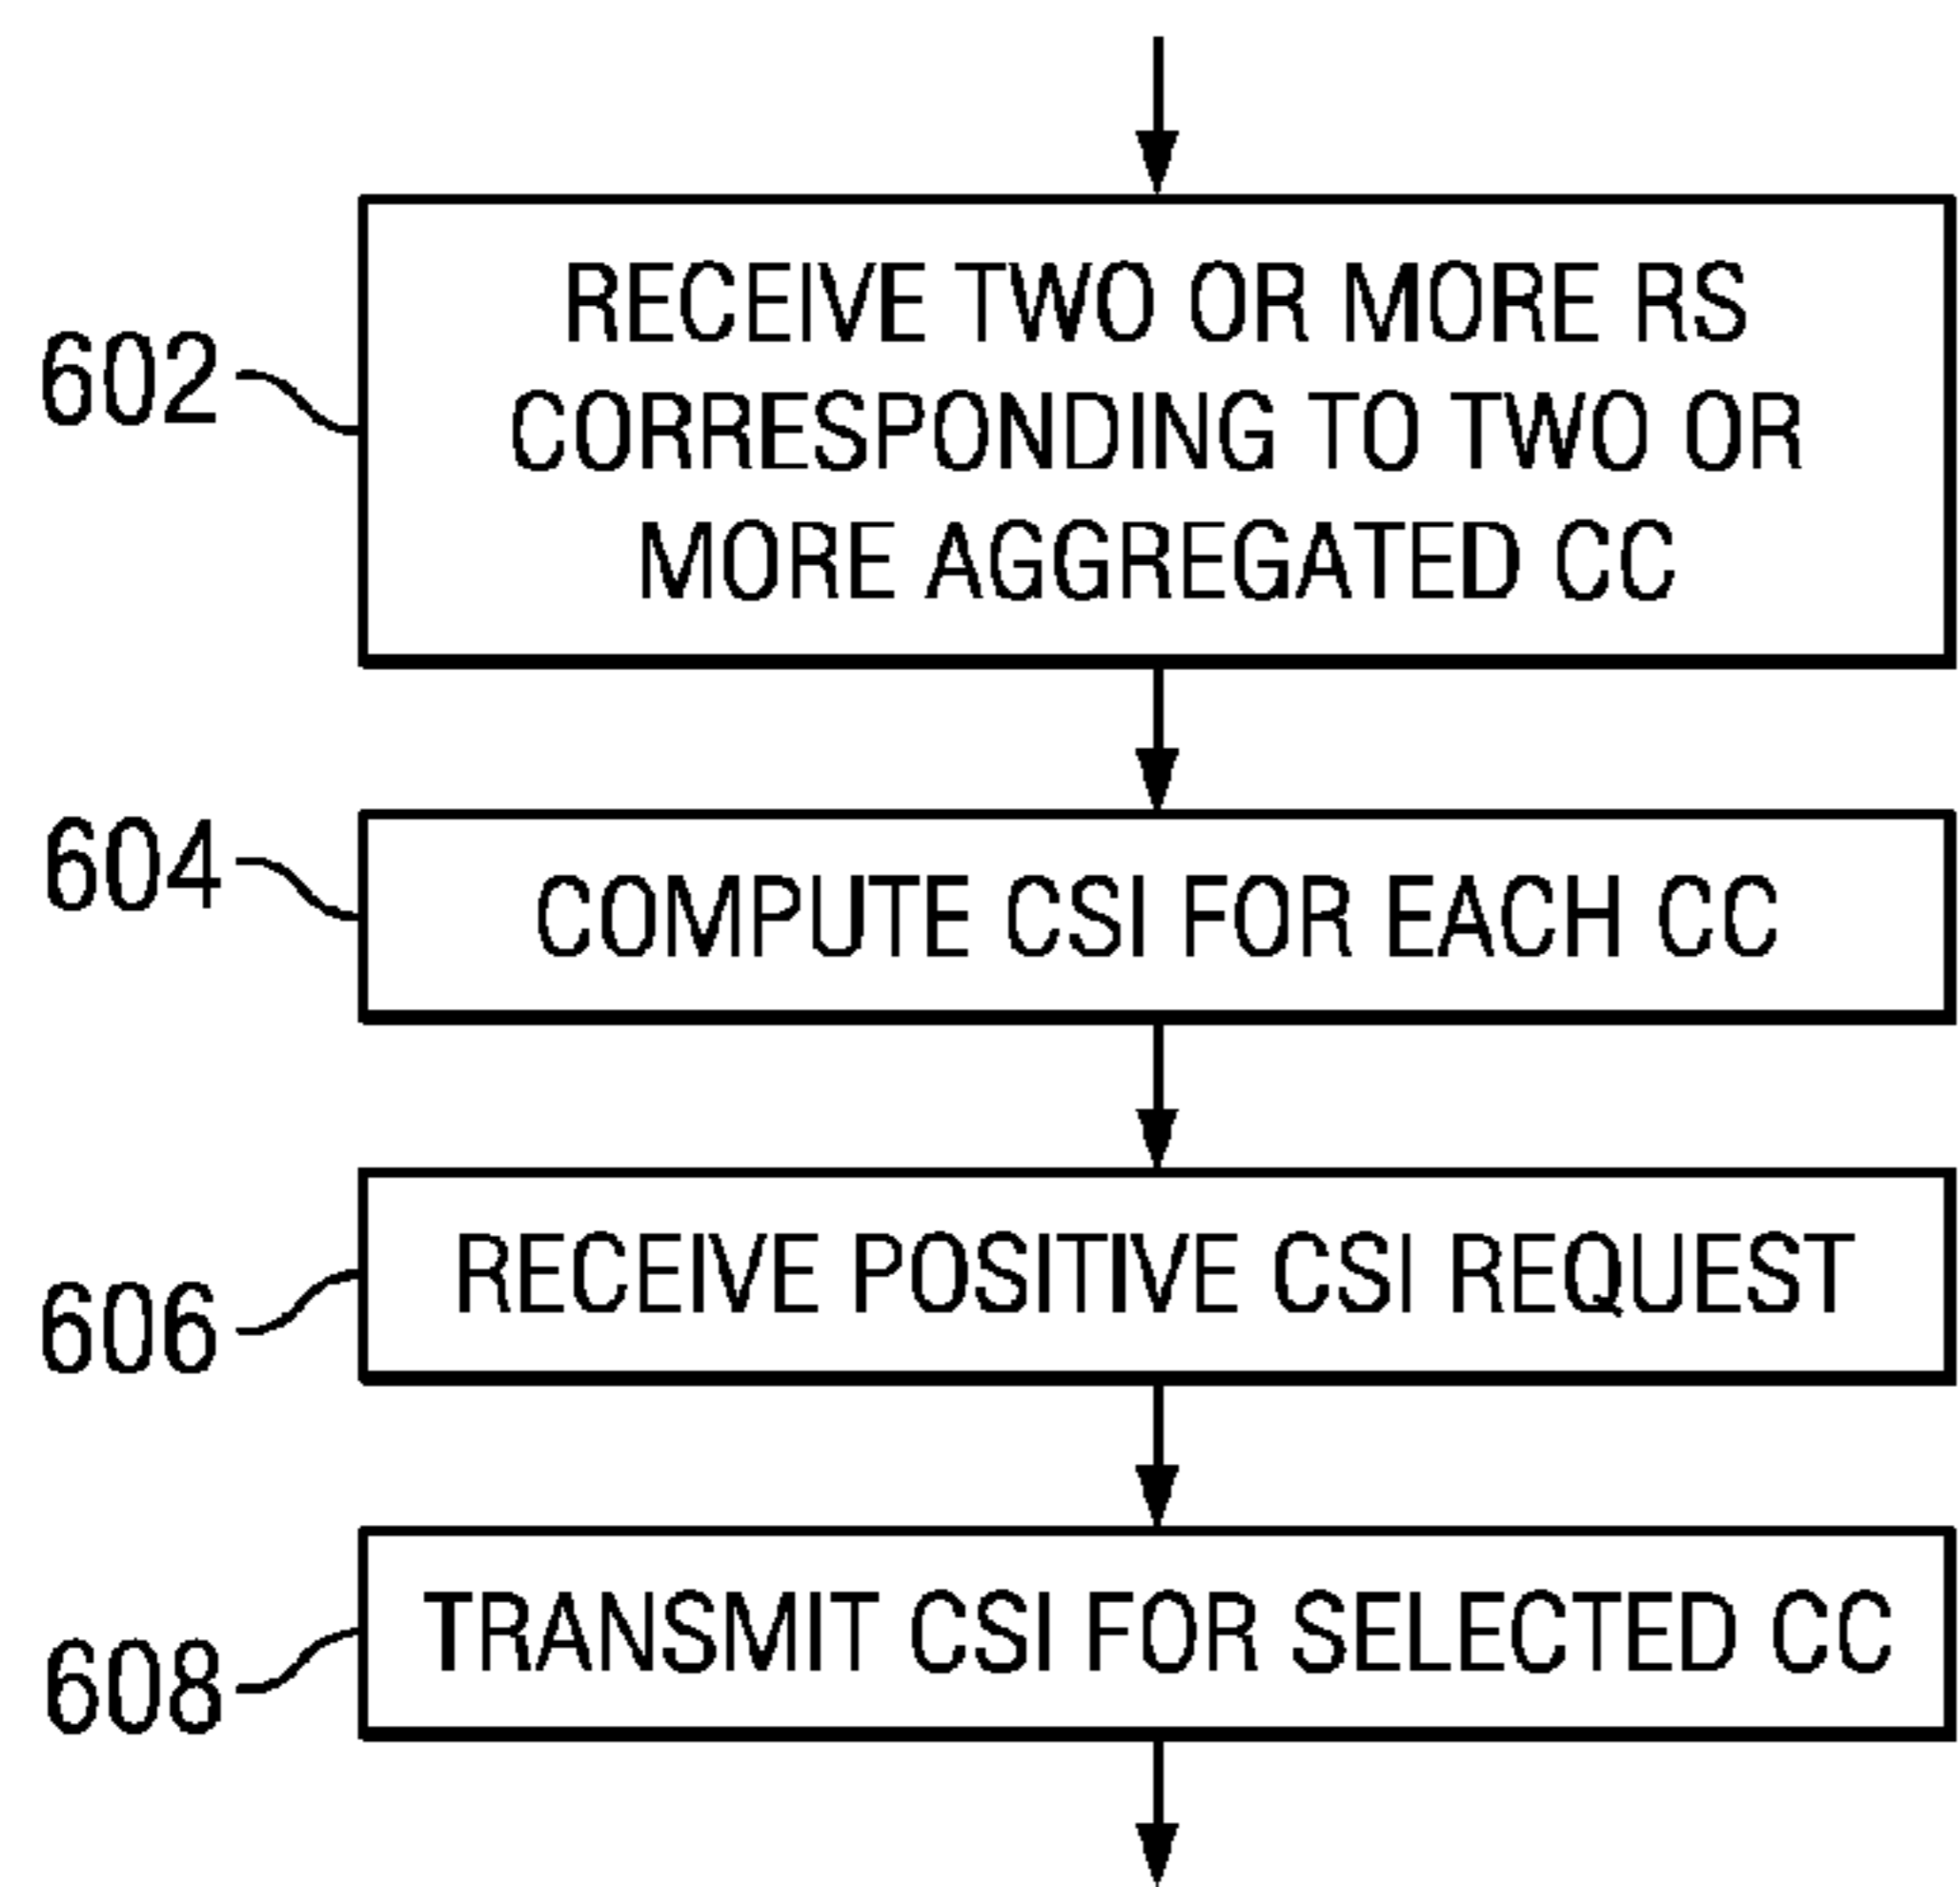 602
RECEIVE TWO OR MORE RS
CORRESPONDING TO TWO OR
MORE AGGREGATED CC
604
COMPUTE CSI FOR EACH CC
606
RECEIVE POSITIVE CSI REQUEST
608
TRANSMIT CSI FOR SELECTED CC